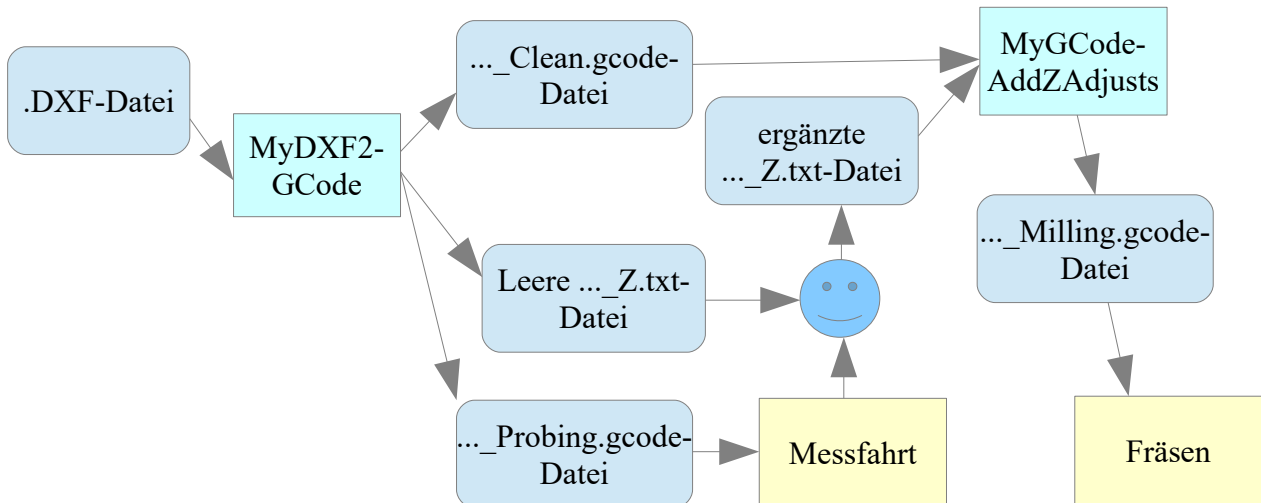 .DXF-Datei
MyDXF2-
GCode
..._Clean.gcode-
Datei
Leere ..._Z.txt-
Datei
..._Probing.gcode-
Datei
Messfahrt
ergänzte
..._Z.txt-Datei
MyGCode-
AddZAdjusts
..._Milling.gcode-
Datei
Fräsen